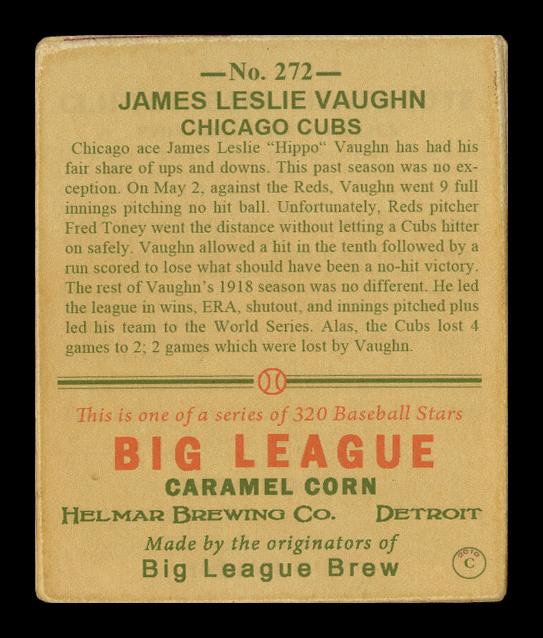 —No. 272—
JAMES LESLIE VAUGHN
CHICAGO CUBS
Chicago ace James Leslie “Hippo“ Vaughn has had his
fair share of ups and downs. This past season was no ex-
ception. On May 2, against the Reds, Vaughn went 9 full
innings pitching no hit ball. Unfortunately, Reds pitcher
Fred Toney went the distance without letting a Cubs hitter
on safely. Vaughn allowed a hit in the tenth followed by a
run scored to lose what should have been a no-hit victory.
The rest of Vaughn’s 1918 season was no different. He led
the league in wins, ERA, shutout, and innings pitched plus
led his team to the World Series. Alas, the Cubs lost 4
games to 2; 2 games which were lost by Vaughn.
This is one of a series of 320 Baseball Stars
BIG LEAGUE
CARAMEL CORN
HELMAR BREWING CO. DETROIT
Made by the originators of
Big League Brew
2010
C